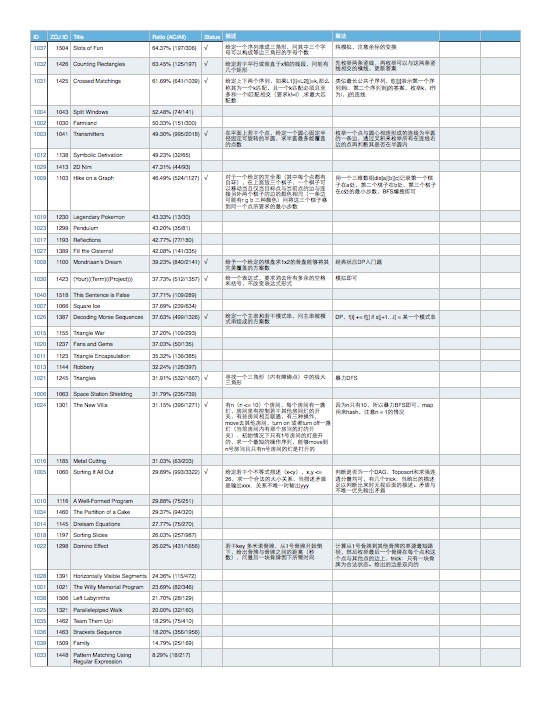 ID ZOJ ID Title Ratio (AC/All) Status 描述 解法
1037 1504 Slots of Fun 64.37% (197/306) √ 给定一个序列推成三角形，问其中三个字
母可以构成等边三角形的字母个数 纯模拟，注意坐标的变换
1032 1426 Counting Rectangles 63.45% (125/197) √ 给定若干平行或垂直于x轴的线段，问能有
几个矩形 先枚举两条竖线，再枚举可以与这两条竖
线相交的横线，更新答案
1031 1425 Crossed Matchings 61.69% (641/1039) √ 给定上下两个序列，如果L1[i]=L2[j]=k,那么
称其为一个k匹配，且一个k匹配必须且至
多和一个l匹配相交（要求k!=l）,求最大匹
配数 类似最长公共子序列，f[i][j]表示第一个序
列到i，第二个序列到j的答案，枚举k，l作
为i，j的连线
1004 1043 Split Windows 52.48% (74/141)
1002 1030 Farmland 50.33% (151/300)
1003 1041 Transmitters 49.30% (995/2018) √ 在平面上若干个点，给定一个圆心固定半
径固定可旋转的半圆，求半圆最多能覆盖
的点数 枚举一个点与圆心相连形成的连线为半圆
的一条边，通过叉积来枚举所有在连线右
边的点再判断其是否在半圆内
1012 1138 Symbolic Derivation 49.23% (32/65)
1029 1413 2D Nim 47.31% (44/93)
1009 1103 Hike on a Graph 46.49% (524/1127) √ 对于一个给定的完全图（其中每个点都有
自环），在上面放三个棋子，一个棋子可
以移动当且仅当目标点与当前点的边与连
接另外两个棋子的边的颜色相同（一条边
可能有r g b 三种颜色）问将这三个棋子移
到同一个点所要求的最小步数 用一个三维数组dis[a][b][c]记录第一个棋
子在a处，第二个棋子在b处，第三个棋子
在c处的最小步数，BFS爆搜即可
1019 1230 Legendary Pokemon 43.33% (13/30)
1023 1299 Pendulum 43.20% (35/81)
1017 1193 Reflections 42.77% (77/180)
1027 1389 Fill the Cisterns! 42.08% (141/335)
1008 1100 Mondriaan's Dream 39.23% (840/2141) √ 给予一个给定的棋盘求1x2的骨盘能够将其
完美覆盖的方案数 经典状压DP入门题
1030 1423 (Your)((Term)((Project))) 37.73% (512/1357) √ 给一个表达式，要求消去所有多余的空格
和括号，不改变表达式形式 模拟即可
1040 1518 This Sentence is False 37.71% (109/289)
1007 1066 Square Ice 37.69% (239/634)
1026 1387 Decoding Morse Sequences 37.63% (499/1326) √ 给定一个主串和若干模式串，问主串被模
式串组成的方案数 DP，f[i] += f[j] if s[j+1...i] = 某一个模式串
1015 1155 Triangle War 37.20% (109/293)
1020 1237 Fans and Gems 37.03% (50/135)
1011 1123 Triangle Encapsulation 35.32% (136/385)
1013 1144 Robbery 32.24% (128/397)
1021 1245 Triangles 31.91% (532/1667) √ 寻找一个三角形（内有障碍点）中的极大
三角形 暴力DFS
1006 1063 Space Station Shielding 31.79% (235/739)
1024 1301 The New Villa 31.15% (396/1271) √ 有n（n <= 10）个房间，每个房间有一盏
灯，房间里有控制若干其他房间灯的开
关，有些房间相互联通，有三种操作，
move去其他房间，turn on 或者turn off一盏
灯（当前房间内有那个房间的灯的开
关），初始情况下只有1号房间的灯是开
的，求一个最短的操作序列，能够move到
n号房间且只有n号房间的灯是打开的 因为n只有10，所以暴力BFS即可，map
用来hash，注意n = 1的情况
1016 1185 Metal Cutting 31.03% (63/203)
1005 1060 Sorting It All Out 29.89% (993/3322) √ 给定若干个不等式描述（x<y），x,y <=
26，求一个合法的大小关系，当描述矛盾
是输出xxx，关系不唯一时输出yyy 判断是否为一个DAG，Toposort和求强连
通分量均可，有几个trick：当给出的描述
足以判断出来时无视后面的描述；矛盾与
不唯一优先输出矛盾
1010 1116 A Well-Formed Program 29.88% (75/251)
1034 1460 The Partition of a Cake 29.37% (94/320)
1014 1145 Dreisam Equations 27.77% (75/270)
1018 1197 Sorting Slides 26.03% (257/987)
1022 1298 Domino Effect 26.02% (431/1656) √ 若干key 多米诺骨牌，从1号骨牌开始倒
下，给出骨牌与骨牌之间的距离（秒
数），问最后一块骨牌倒下所需时间 计算从1号骨牌到其他骨牌的单源最短路
径，然后枚举最后一个骨牌在每个点和这
个点与其他点的边上，trick：只有一块骨
牌为合法状态，给出的边是双向的
1028 1391 Horizontally Visible Segments 24.36% (115/472)
1001 1021 The Willy Memorial Program 23.69% (82/346)
1038 1506 Left Labyrinths 21.70% (28/129)
1025 1321 Parallelepiped Walk 20.00% (32/160)
1035 1462 Team Them Up! 18.29% (75/410)
1036 1463 Brackets Sequence 18.20% (356/1956)
1039 1509 Family 14.79% (25/169)
1033 1448 Pattern Matching Using
Regular Expression 8.29% (18/217)